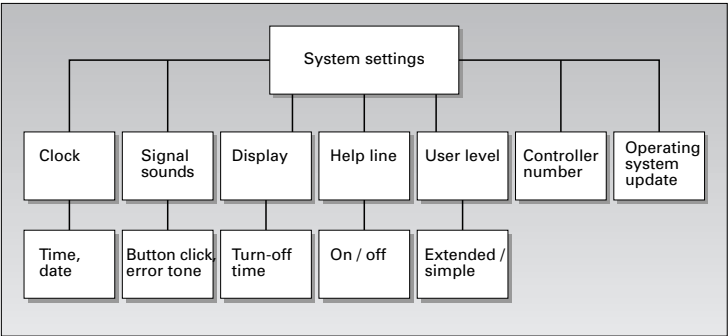 System settings
Clock
Signal
sounds
Display
Help line
User level
Controller
number
Operating
system
update
Time,
date
Button click,
error tone
Turn-off
time
On / off
Extended /
simple